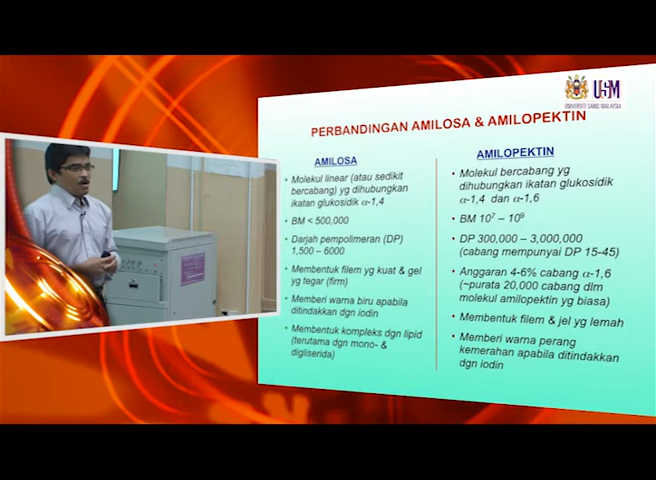 USM
UNIVERSITI SAINS MALAYSIA
PERBANDINGAN AMILOSA & AMILOPEKTIN
AMILOSA
• Molekul linear (atau sedikit
bercabang) yg dihubungkan
ikatan glukosidik α-1,4
• BM < 500,000
• Darjah pempolimeran (DP)
1,500 – 6000
• Membentuk filem yg kuat & gel
yg tegar (firm)
• Memberi warna biru apabila
ditindakkan dgn iodin
• Membentuk kompleks dgn lipid
(terutama dgn mono- &
digliserida)
AMILOPEKTIN
• Molekul bercabang yg
dihubungkan ikatan glukosidik
α-1,4 dan α-1,6
• BM 10⁷ – 10⁹
• DP 300,000 – 3,000,000
(cabang mempunyai DP 15-45)
• Anggaran 4-6% cabang α-1,6
(~purata 20,000 cabang dlm
molekul amilopektin yg biasa)
• Membentuk filem & jel yg lemah
• Memberi warna perang
kemerahan apabila ditindakkan
dgn iodin